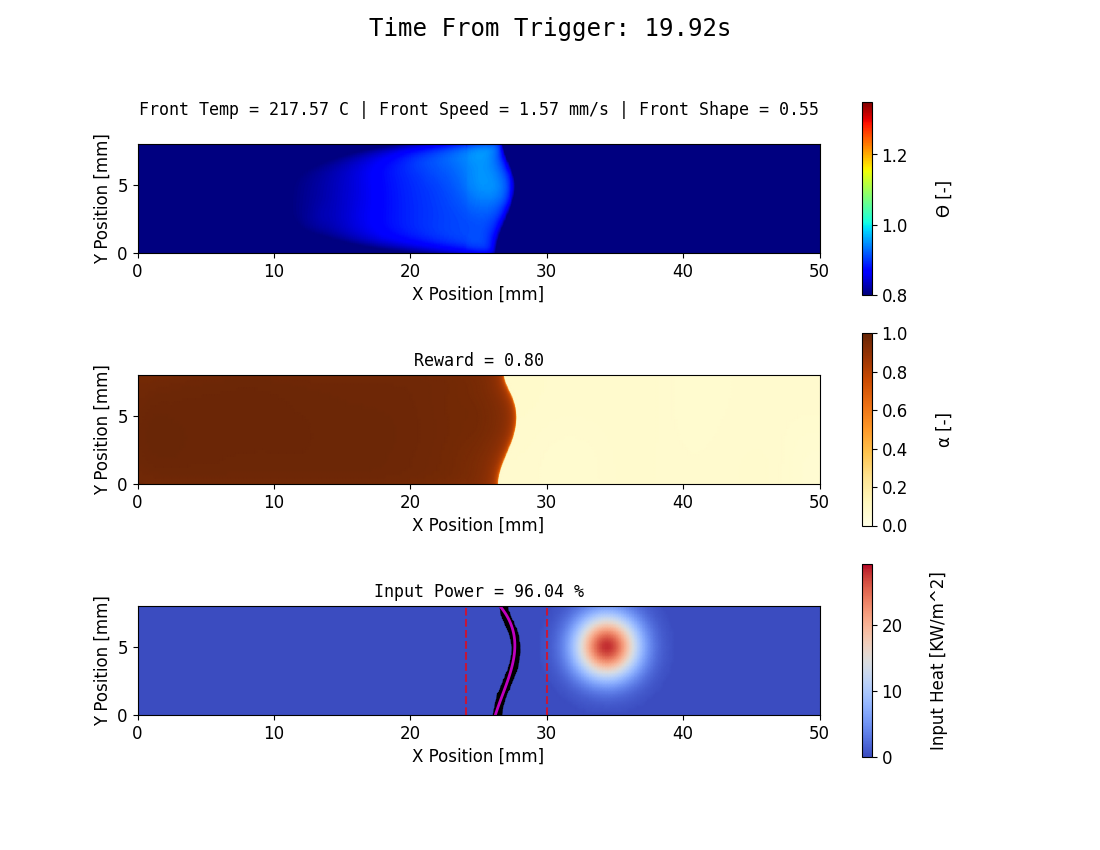 Time From Trigger: 19.92s
Front Temp = 217.57 C | Front Speed = 1.57 mm/s | Front Shape = 0.55
Y Position [mm]
5
0
0 10 20 30 40 50
X Position [mm]
1.2
1.0
0.8
Θ [-]
Reward = 0.80
Y Position [mm]
5
0
0 10 20 30 40 50
X Position [mm]
1.0
0.8
0.6
0.4
0.2
0.0
α [-]
Input Power = 96.04 %
Y Position [mm]
5
0
0 10 20 30 40 50
X Position [mm]
20
10
0
Input Heat [KW/m^2]